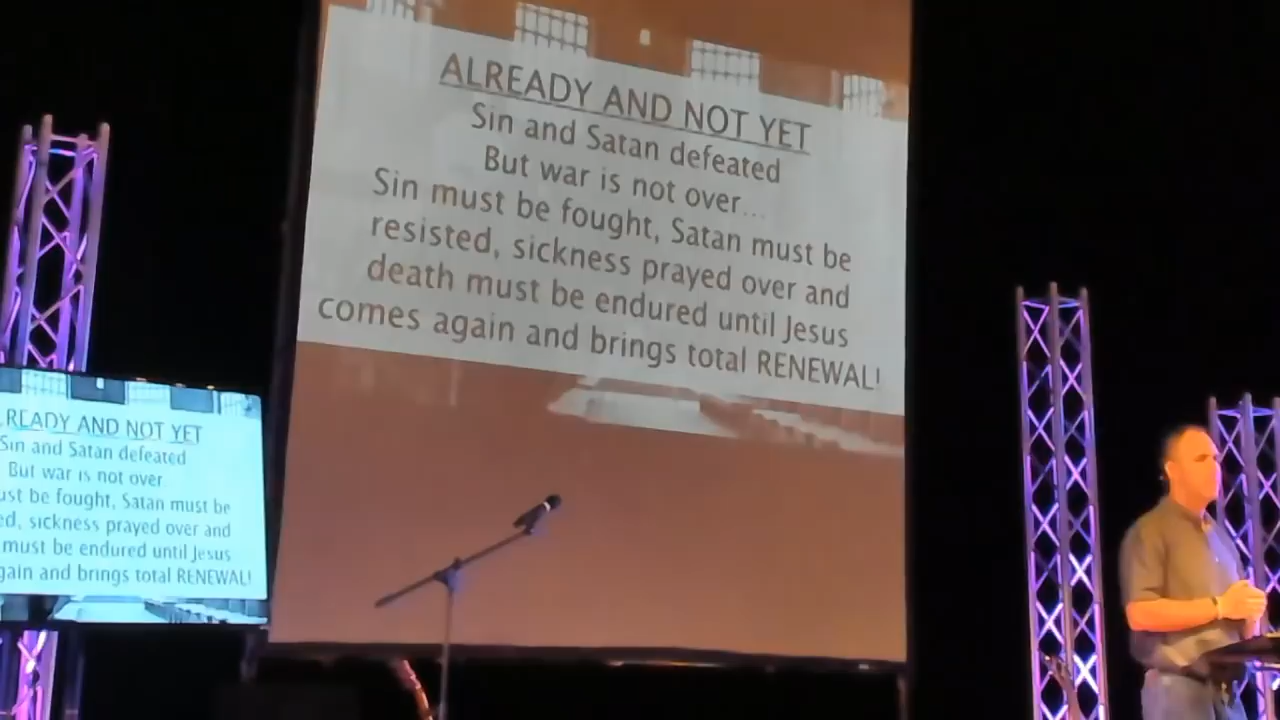 ALREADY AND NOT YET
Sin and Satan defeated
But war is not over...
Sin must be fought, Satan must be
resisted, sickness prayed over and
death must be endured until Jesus
comes again and brings total RENEWAL!
READY AND NOT YET
Sin and Satan defeated
But war is not over
ust be fought, Satan must be
ed, sickness prayed over and
must be endured until Jesus
gain and brings total RENEWAL!